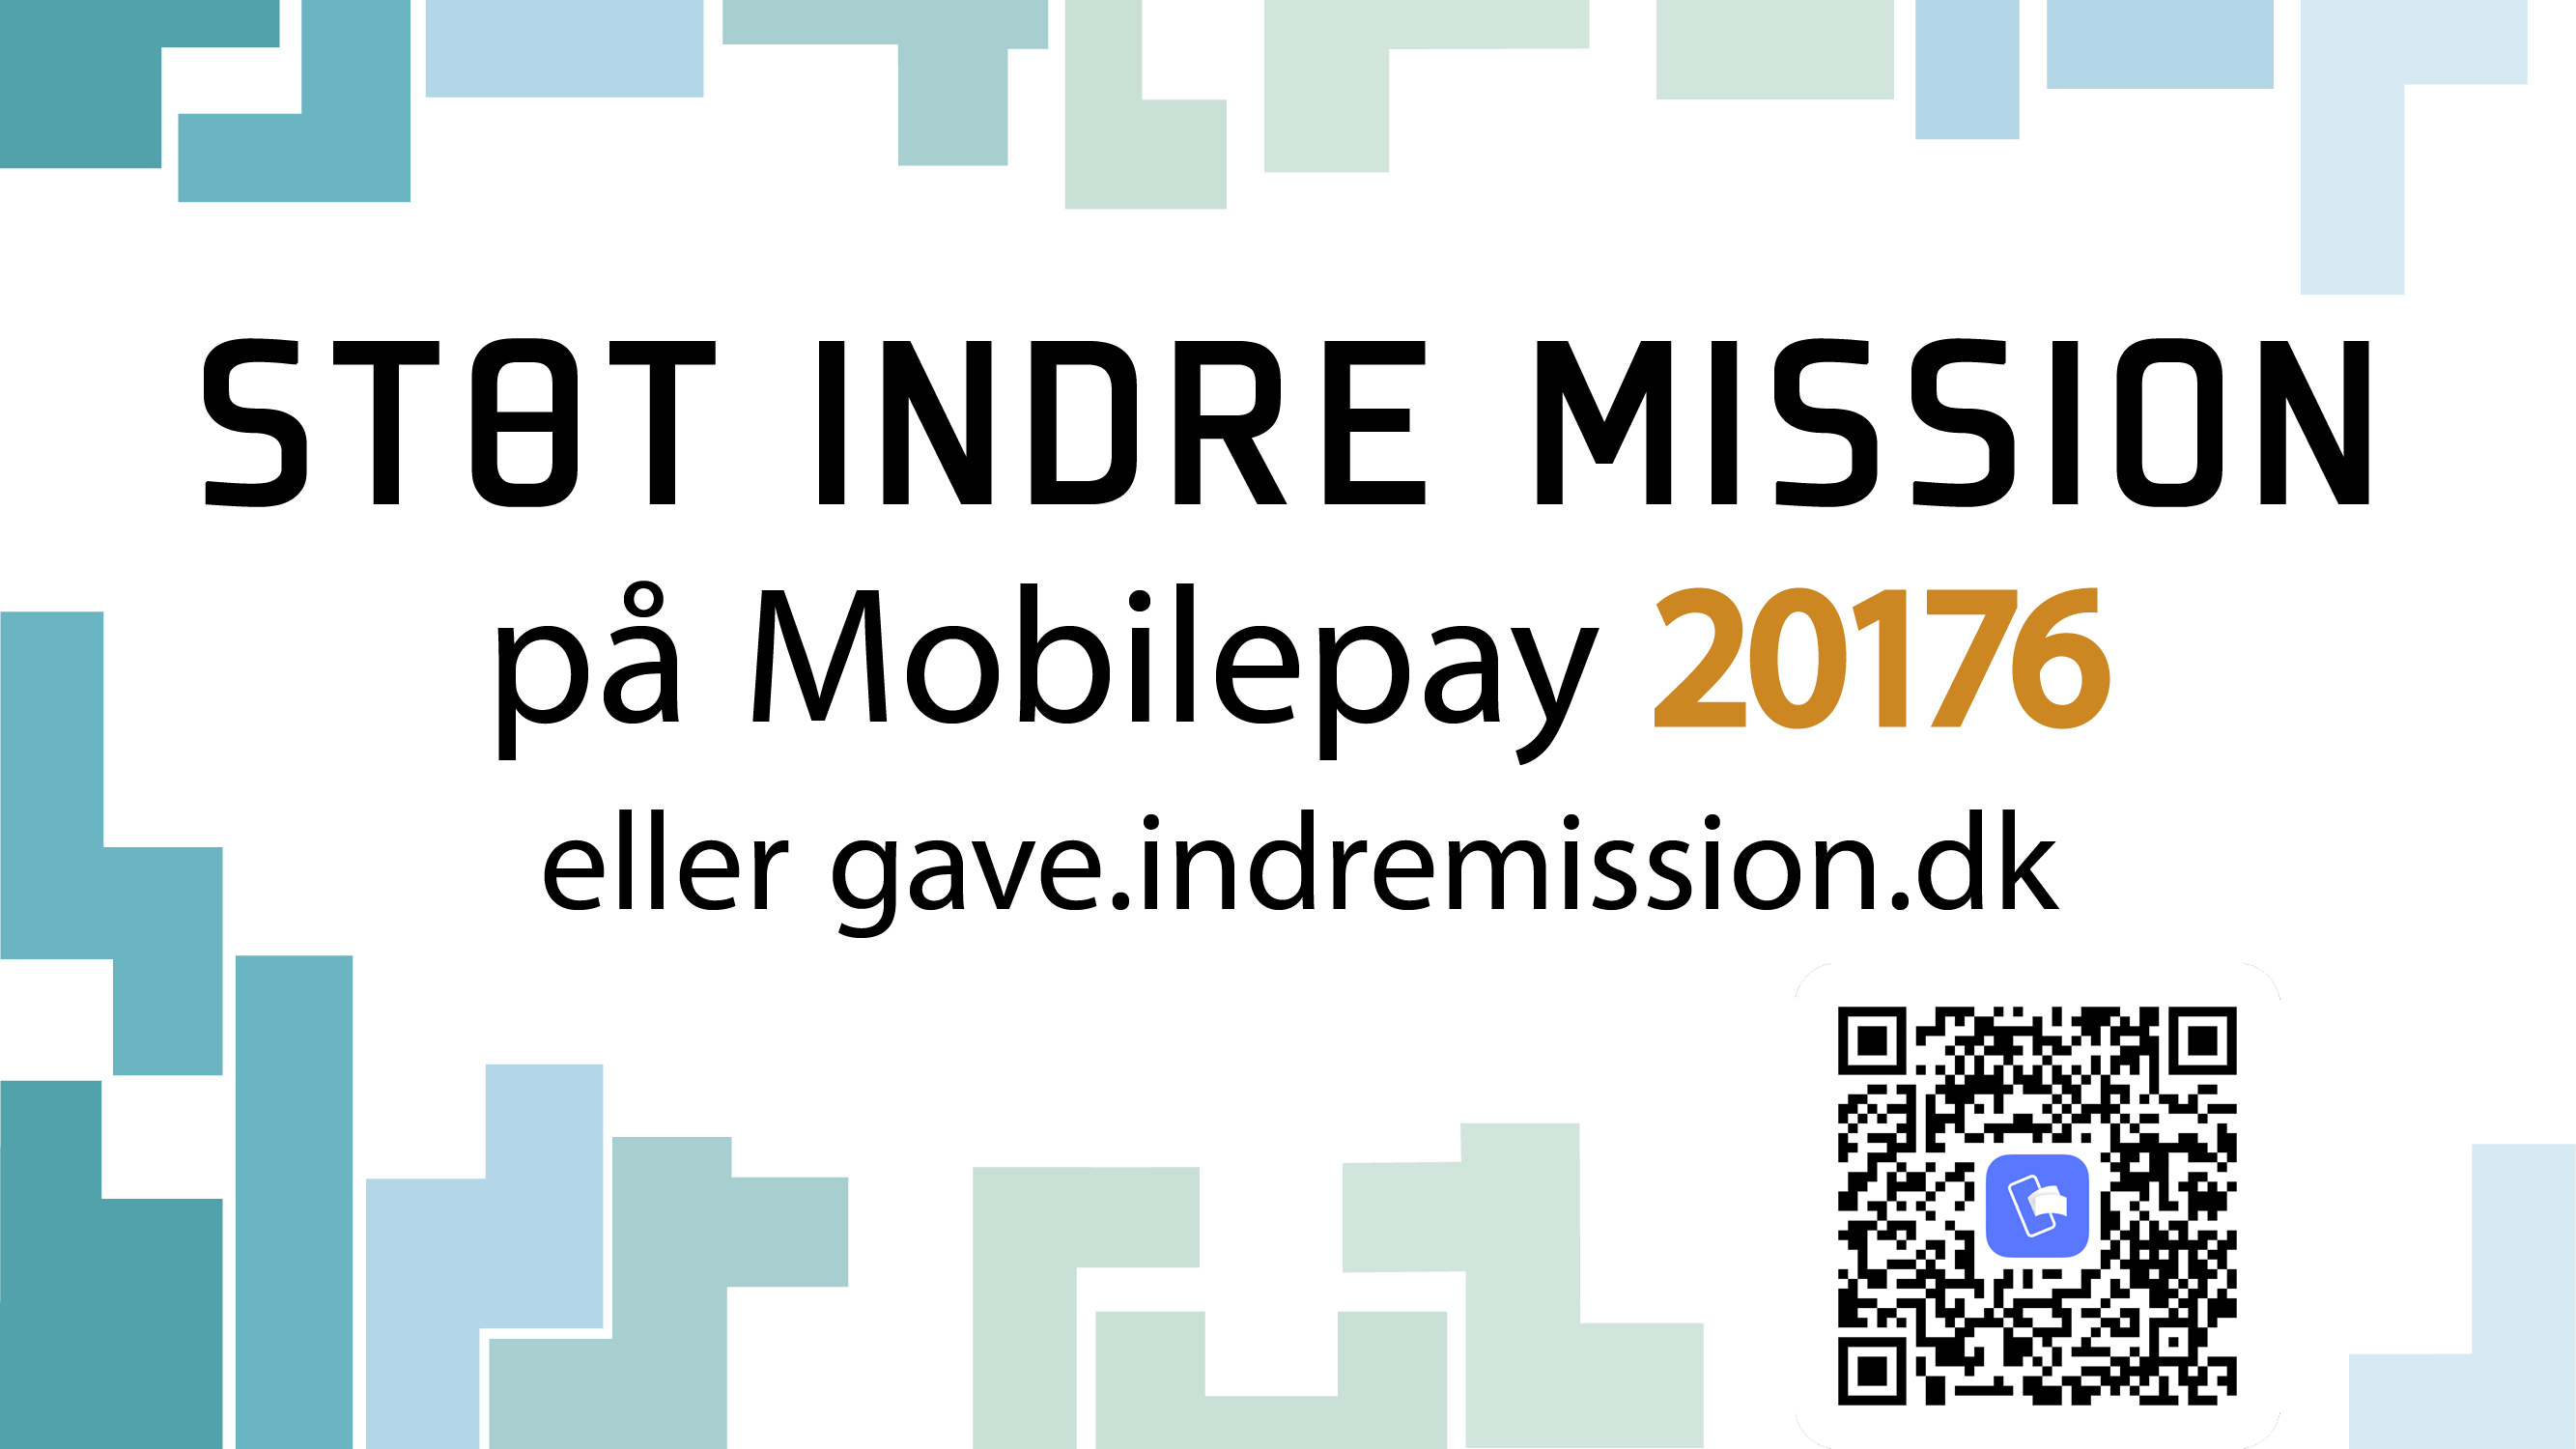 STØT INDRE MISSION
på Mobilepay 20176
eller gave.indremission.dk